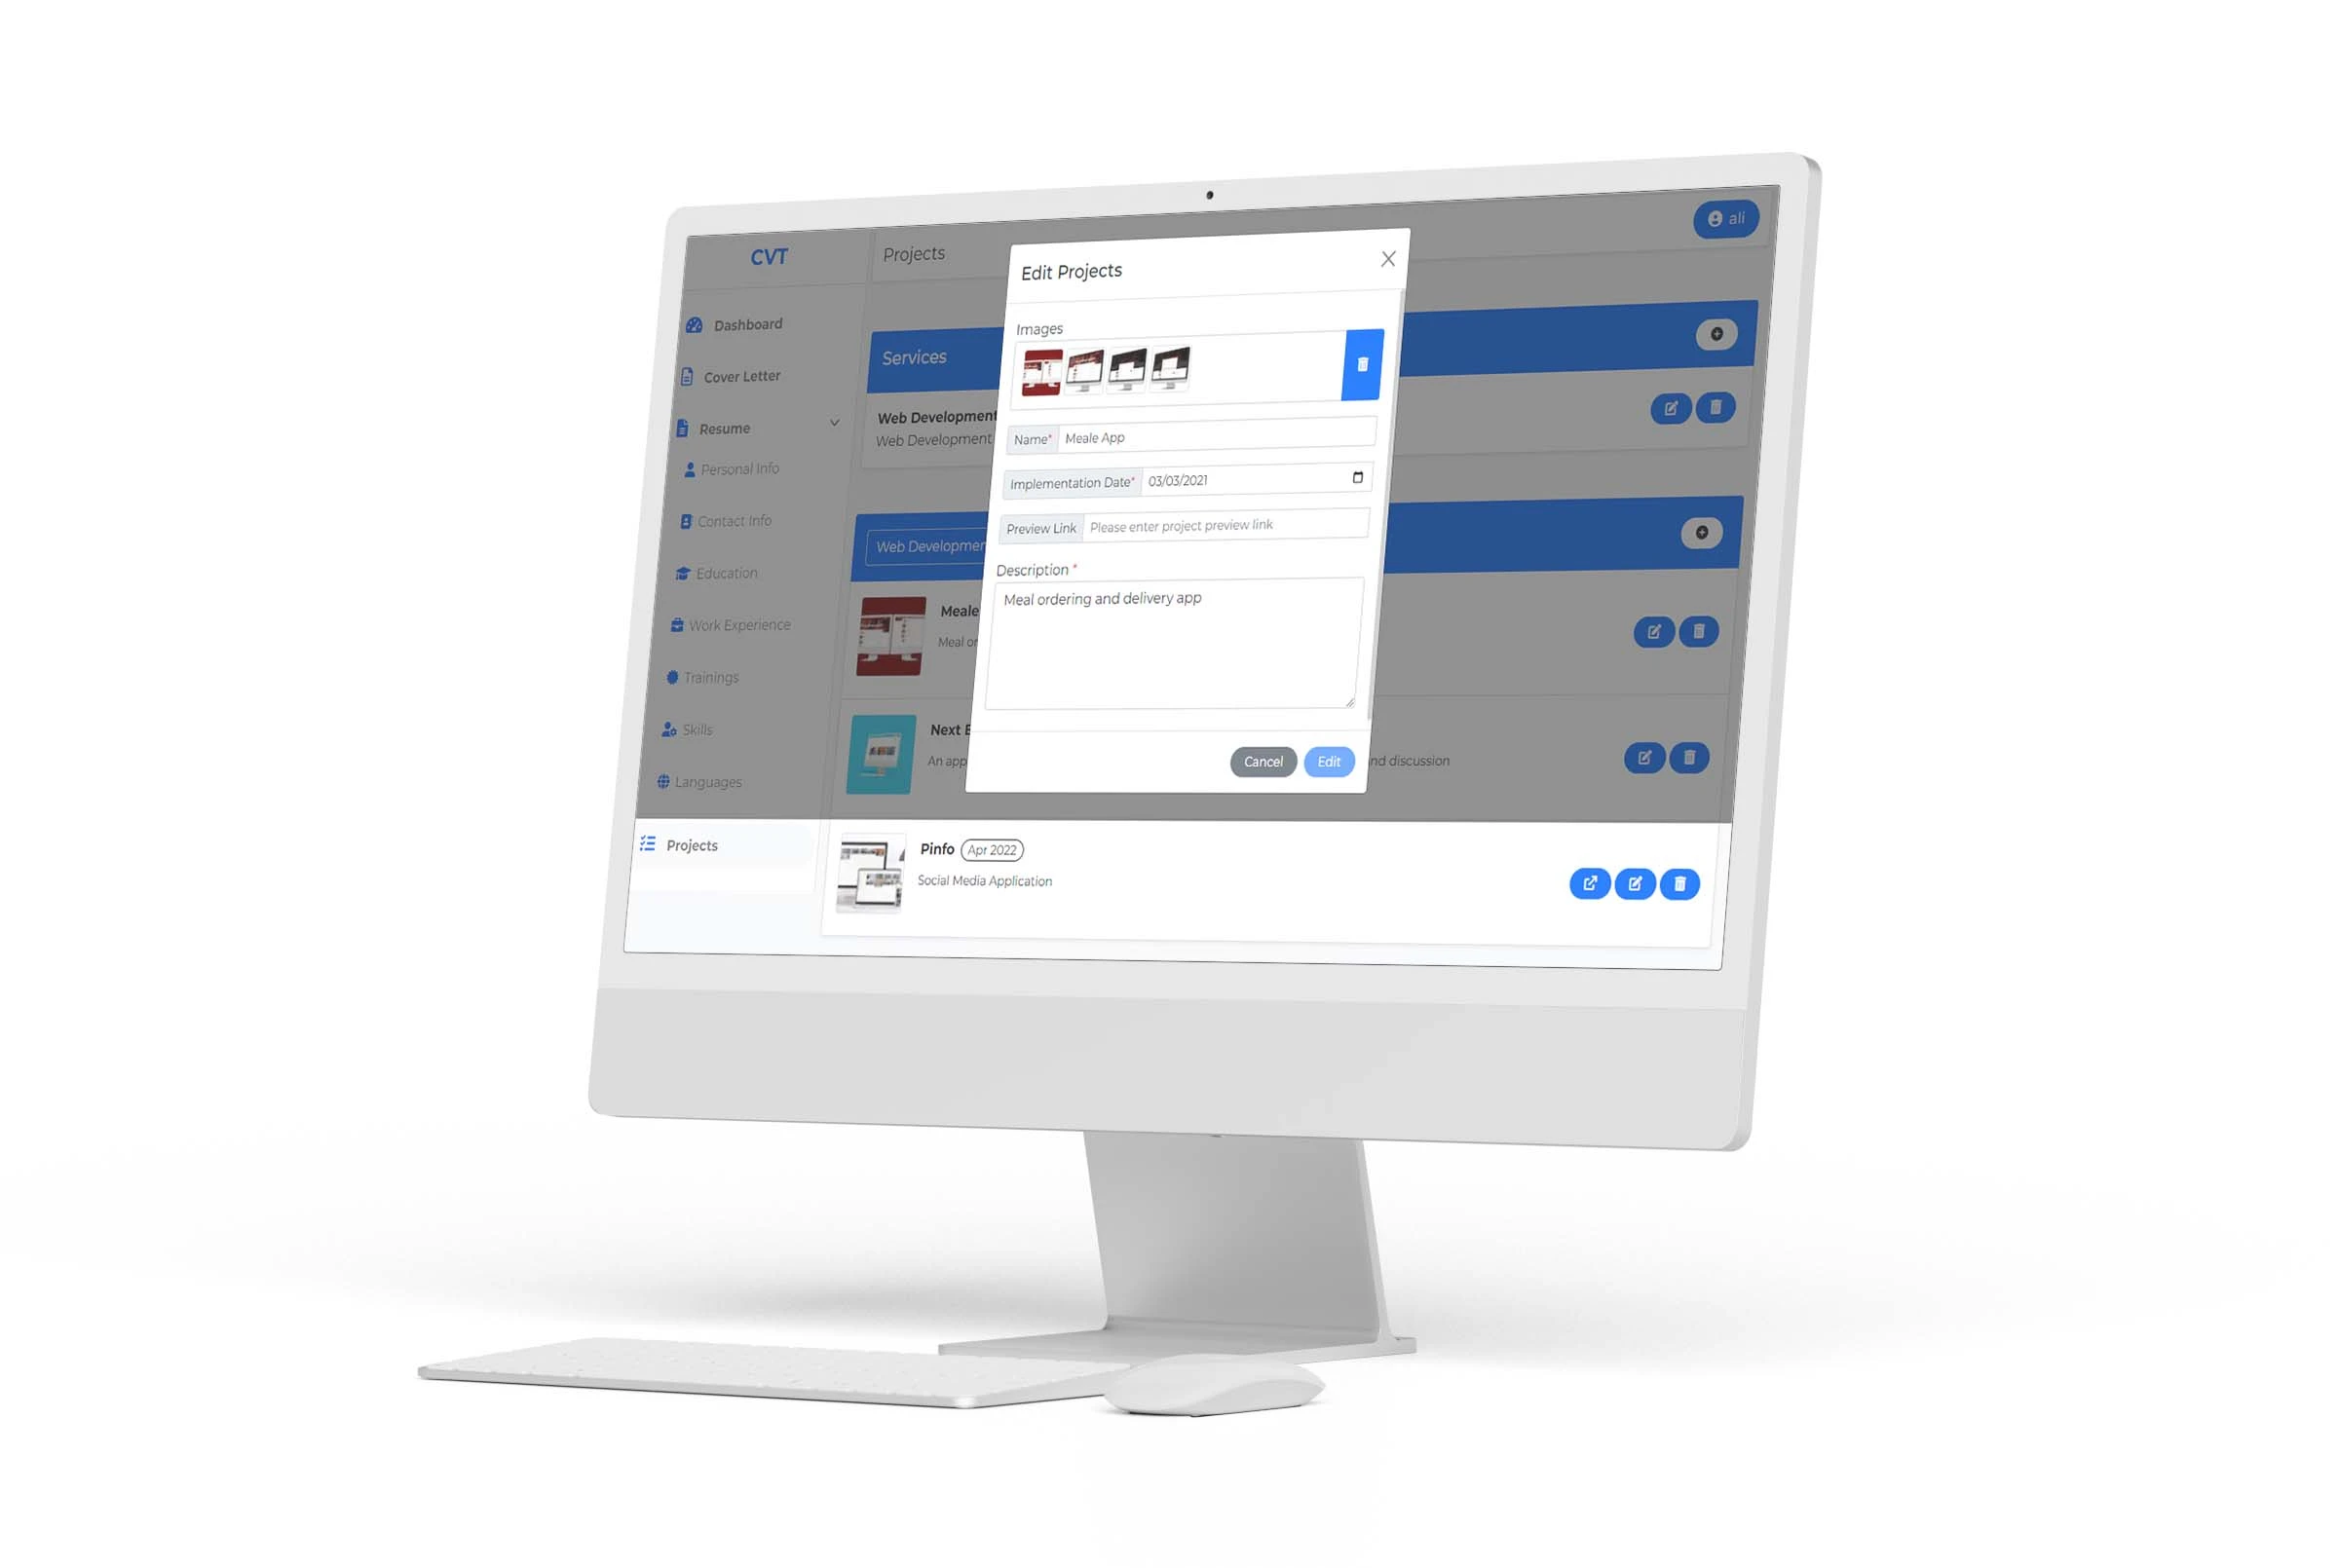 CVT
Projects
ali
Dashboard
Cover Letter
Resume
Personal Info
Contact Info
Education
Work Experience
Trainings
Skills
Languages
Projects
Services
Web Development
Web Development
Web Developmen
Meale
Meal or
Next
An app
nd discussion
Pinfo Apr 2022
Social Media Application
Edit Projects
Images
Name* Meale App
Implementation Date* 03/03/2021
Preview Link Please enter project preview link
Description *
Meal ordering and delivery app
Cancel Edit